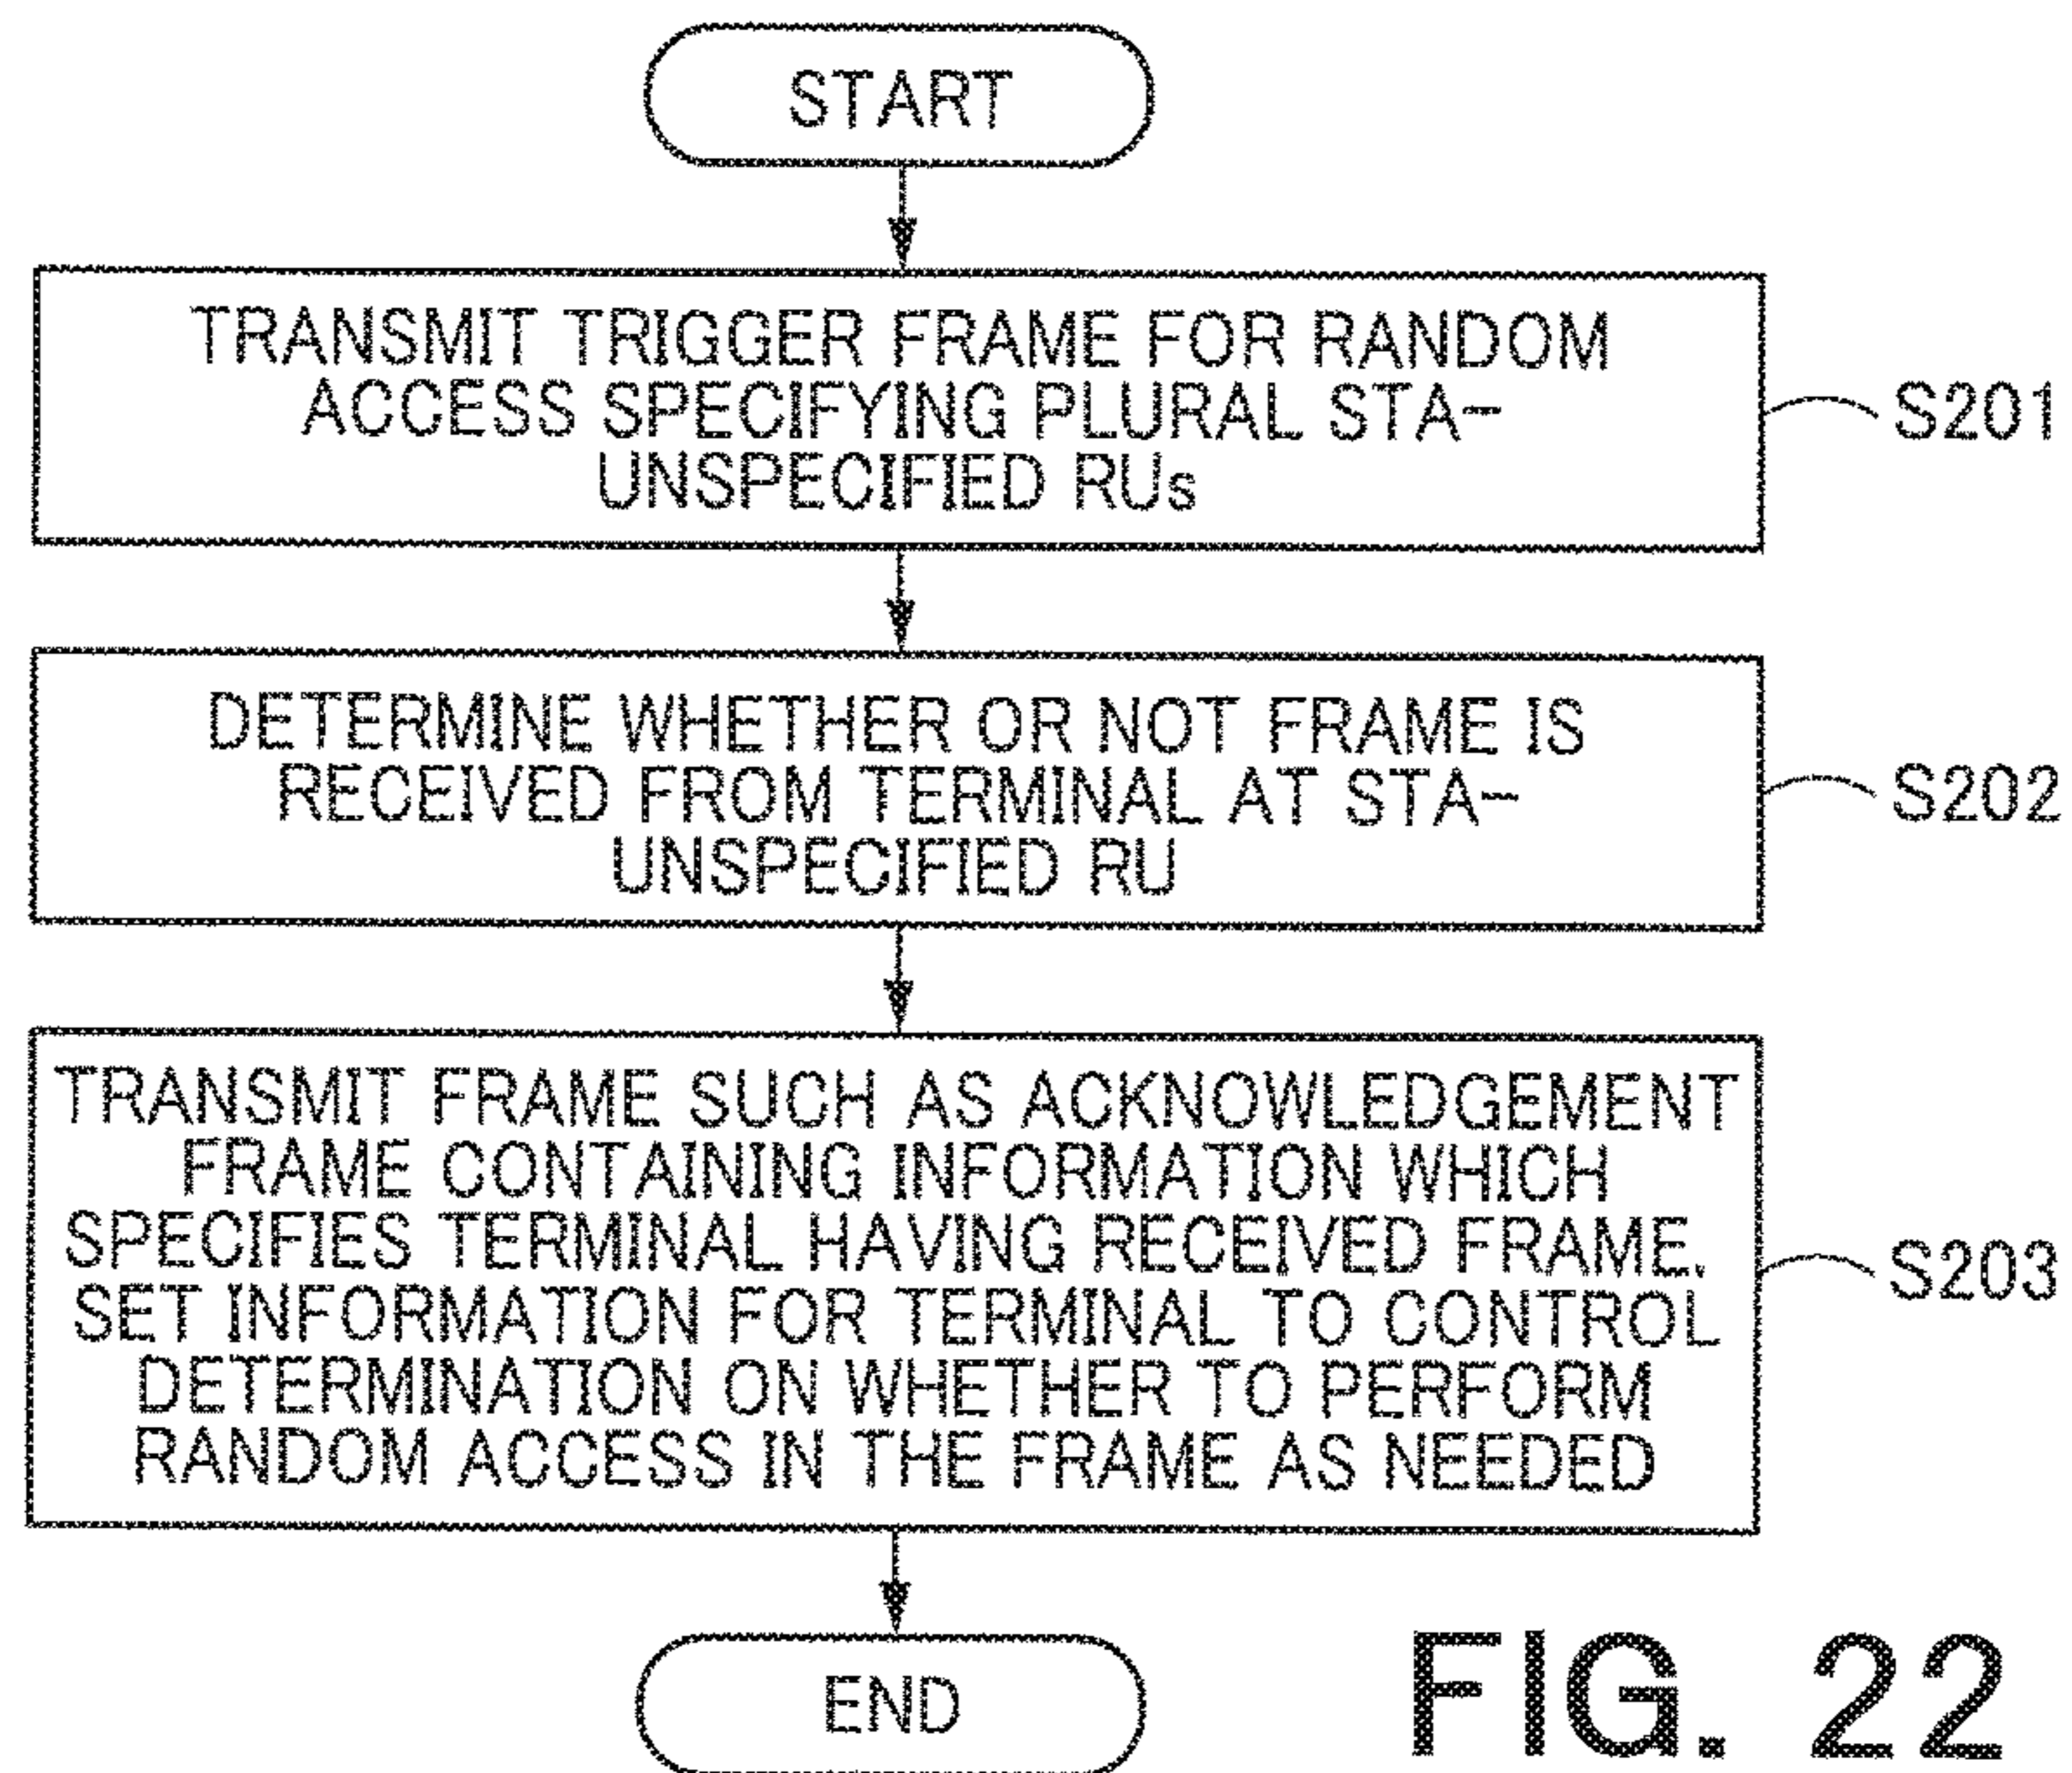 START
TRANSMIT TRIGGER FRAME FOR RANDOM
ACCESS SPECIFYING PLURAL STA-
UNSPECIFIED RUs
S201
DETERMINE WHETHER OR NOT FRAME IS
RECEIVED FROM TERMINAL AT STA-
UNSPECIFIED RU
S202
TRANSMIT FRAME SUCH AS ACKNOWLEDGEMENT
FRAME CONTAINING INFORMATION WHICH
SPECIFIES TERMINAL HAVING RECEIVED FRAME.
SET INFORMATION FOR TERMINAL TO CONTROL
DETERMINATION ON WHETHER TO PERFORM
RANDOM ACCESS IN THE FRAME AS NEEDED
S203
END
FIG. 22